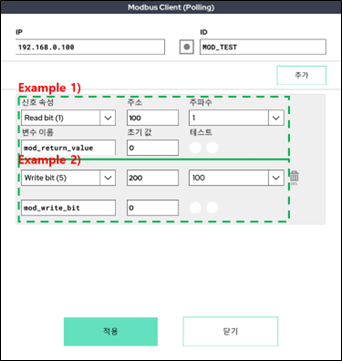 Modbus Client (Polling)
IP ID
192.168.0.100 MOD_TEST
추가
Example 1)
신호 속성 주소 주파수
Read bit (1) 100 1
변수 이름 초기 값 테스트
mod_return_value 0
Example 2)
Write bit (5) 200 100
mod_write_bit 0
적용 닫기